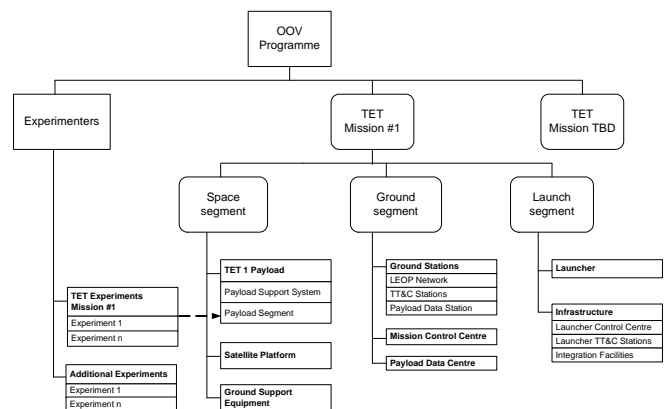 OOV
Programme
Experimenters
TET
Mission #1
TET
Mission TBD
Space
segment
Ground
segment
Launch
segment
TET Experiments
Mission #1
Experiment 1
Experiment n
Additional Experiments
Experiment 1
Experiment n
TET 1 Payload
Payload Support System
Payload Segment
Satellite Platform
Ground Support
Equipment
Ground Stations
LEOP Network
TT&C Stations
Payload Data Station
Mission Control Centre
Payload Data Centre
Launcher
Infrastructure
Launcher Control Centre
Launcher TT&C Stations
Integration Facilities